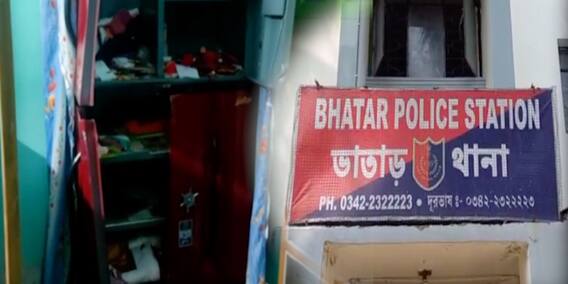 BHATAR POLICE STATION
ভাতাড় থানা
PH. 0342-2322223 • দূরভাষ :- ০৩৪২-২৩২২২২৩